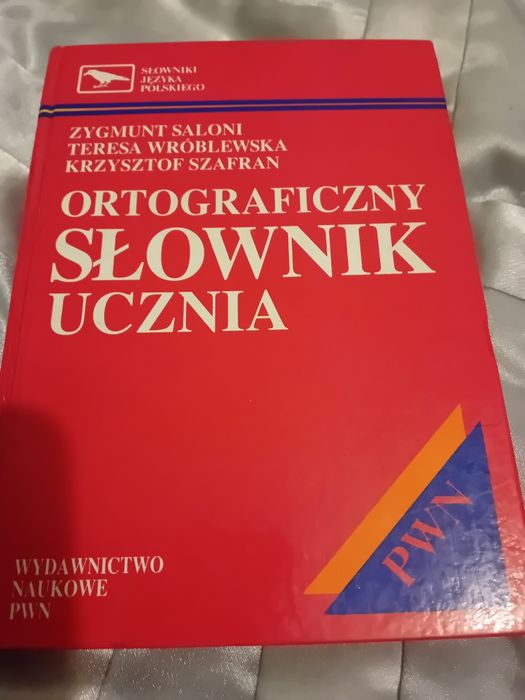 SŁOWNIKI
JĘZYKA
POLSKIEGO
ZYGMUNT SALONI
TERESA WRÓBLEWSKA
KRZYSZTOF SZAFRAN
ORTOGRAFICZNY
SŁOWNIK
UCZNIA
PWN
WYDAWNICTWO
NAUKOWE
PWN